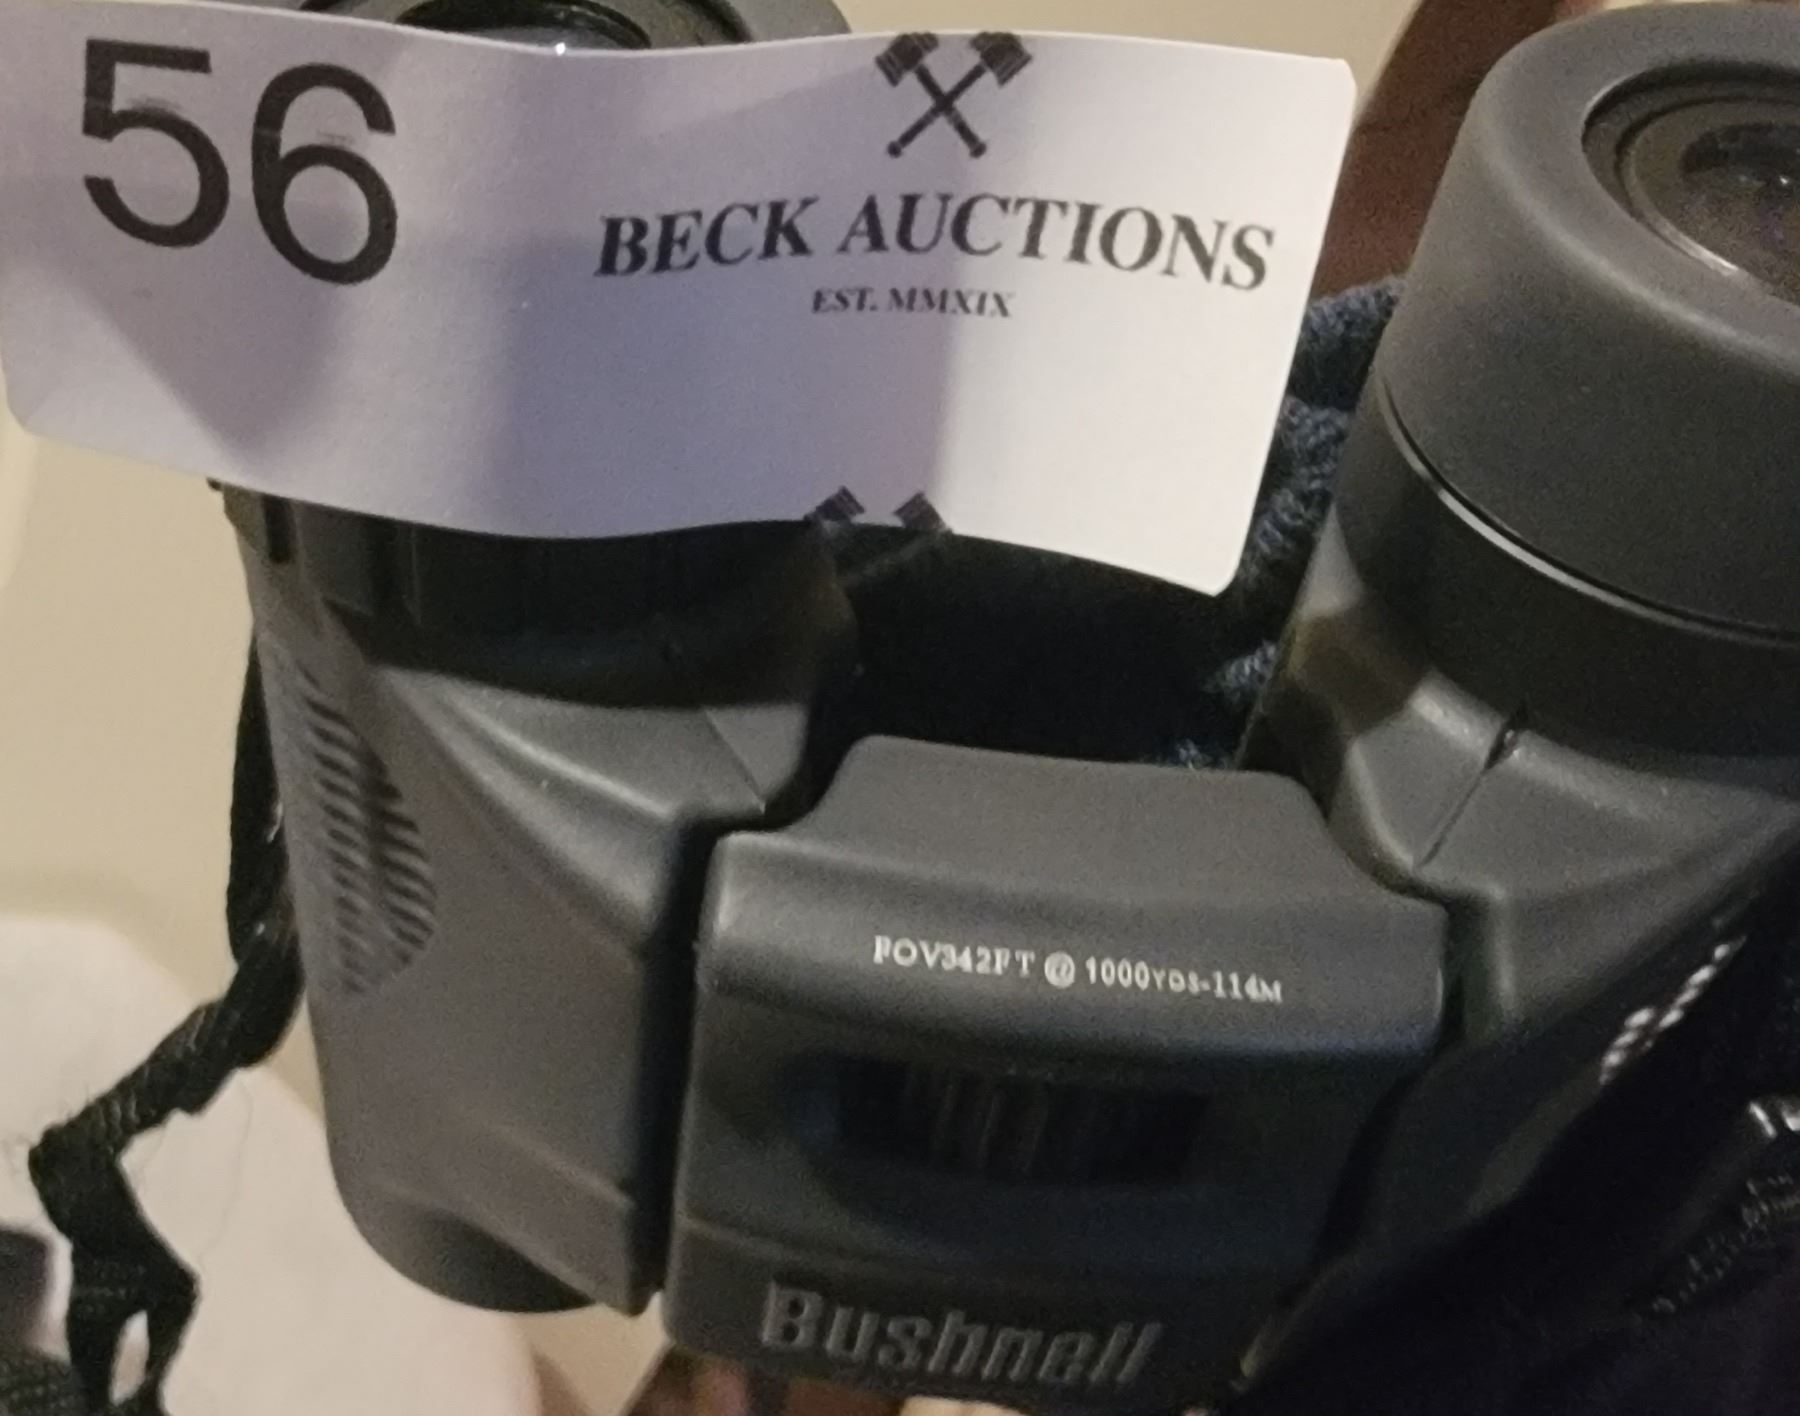 56
BECK AUCTIONS
EST. MMXIX
FOV342FT @ 1000YDS-114M
Bushnell